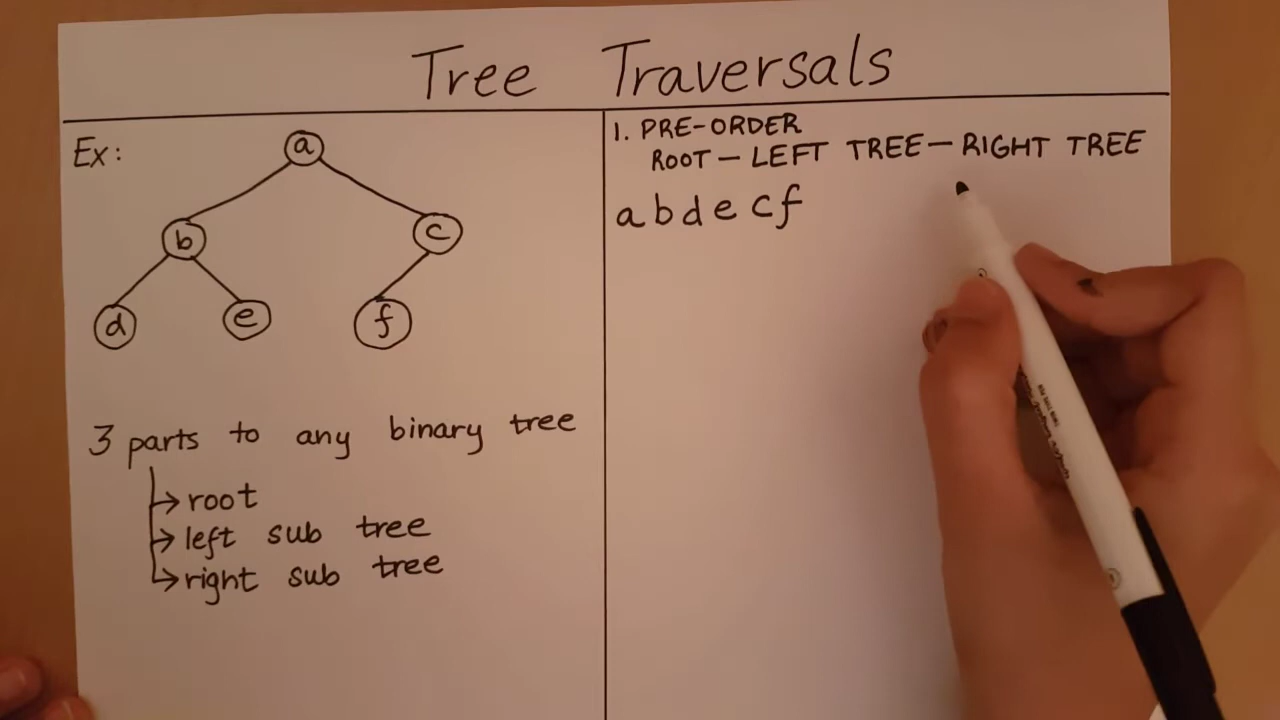 Tree Traversals
Ex:
a
b
c
d
e
f
3 parts to any binary tree
→ root
→ left sub tree
→ right sub tree
1. PRE-ORDER
ROOT – LEFT TREE – RIGHT TREE
a b d e c f